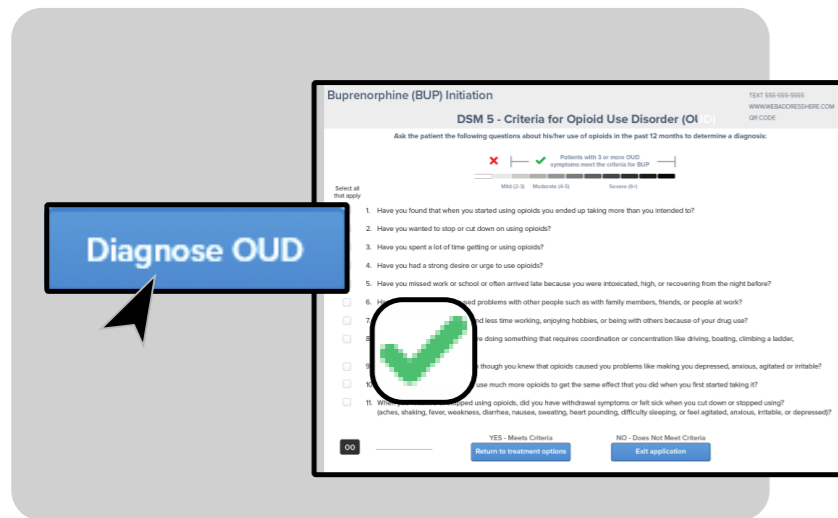 Buprenorphine (BUP) Initiation
TEXT 555-555-5555
WWW.WEBADDRESSHERE.COM
QR CODE
DSM 5 - Criteria for Opioid Use Disorder (OUD)
Ask the patient the following questions about his/her use of opioids in the past 12 months to determine a diagnosis:
Patients with 3 or more OUD
symptoms meet the criteria for BUP
Mild (2-3) Moderate (4-5) Severe (6+)
Select all
that apply
1. Have you found that when you started using opioids you ended up taking more than you intended to?
2. Have you wanted to stop or cut down on using opioids?
3. Have you spent a lot of time getting or using opioids?
4. Have you had a strong desire or urge to use opioids?
5. Have you missed work or school or often arrived late because you were intoxicated, high, or recovering from the night before?
6. problems with other people such as with family members, friends, or people at work?
7. less time working, enjoying hobbies, or being with others because of your drug use?
8. doing something that requires coordination or concentration like driving, boating, climbing a ladder,
9. though you knew that opioids caused you problems like making you depressed, anxious, agitated or irritable?
10. use much more opioids to get the same effect that you did when you first started taking it?
11. When using opioids, did you have withdrawal symptoms or felt sick when you cut down or stopped using?
(aches, shaking, fever, weakness, diarrhea, nausea, sweating, heart pounding, difficulty sleeping, or feel agitated, anxious, irritable, or depressed)?
Diagnose OUD
00
YES - Meets Criteria
NO - Does Not Meet Criteria
Return to treatment options
Exit application